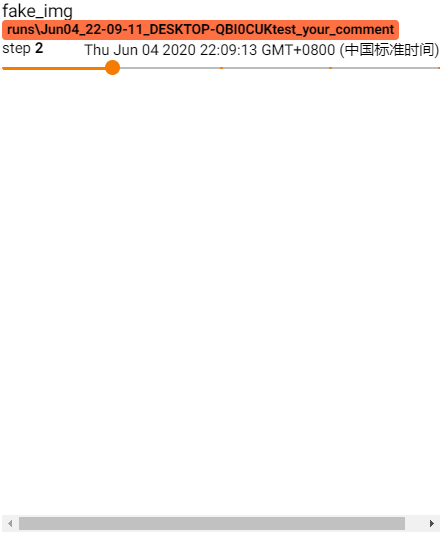 fake_img
runs\Jun04_22-09-11_DESKTOP-QBI0CUKtest_your_comment
step 2 Thu Jun 04 2020 22:09:13 GMT+0800 (中国标准时间)